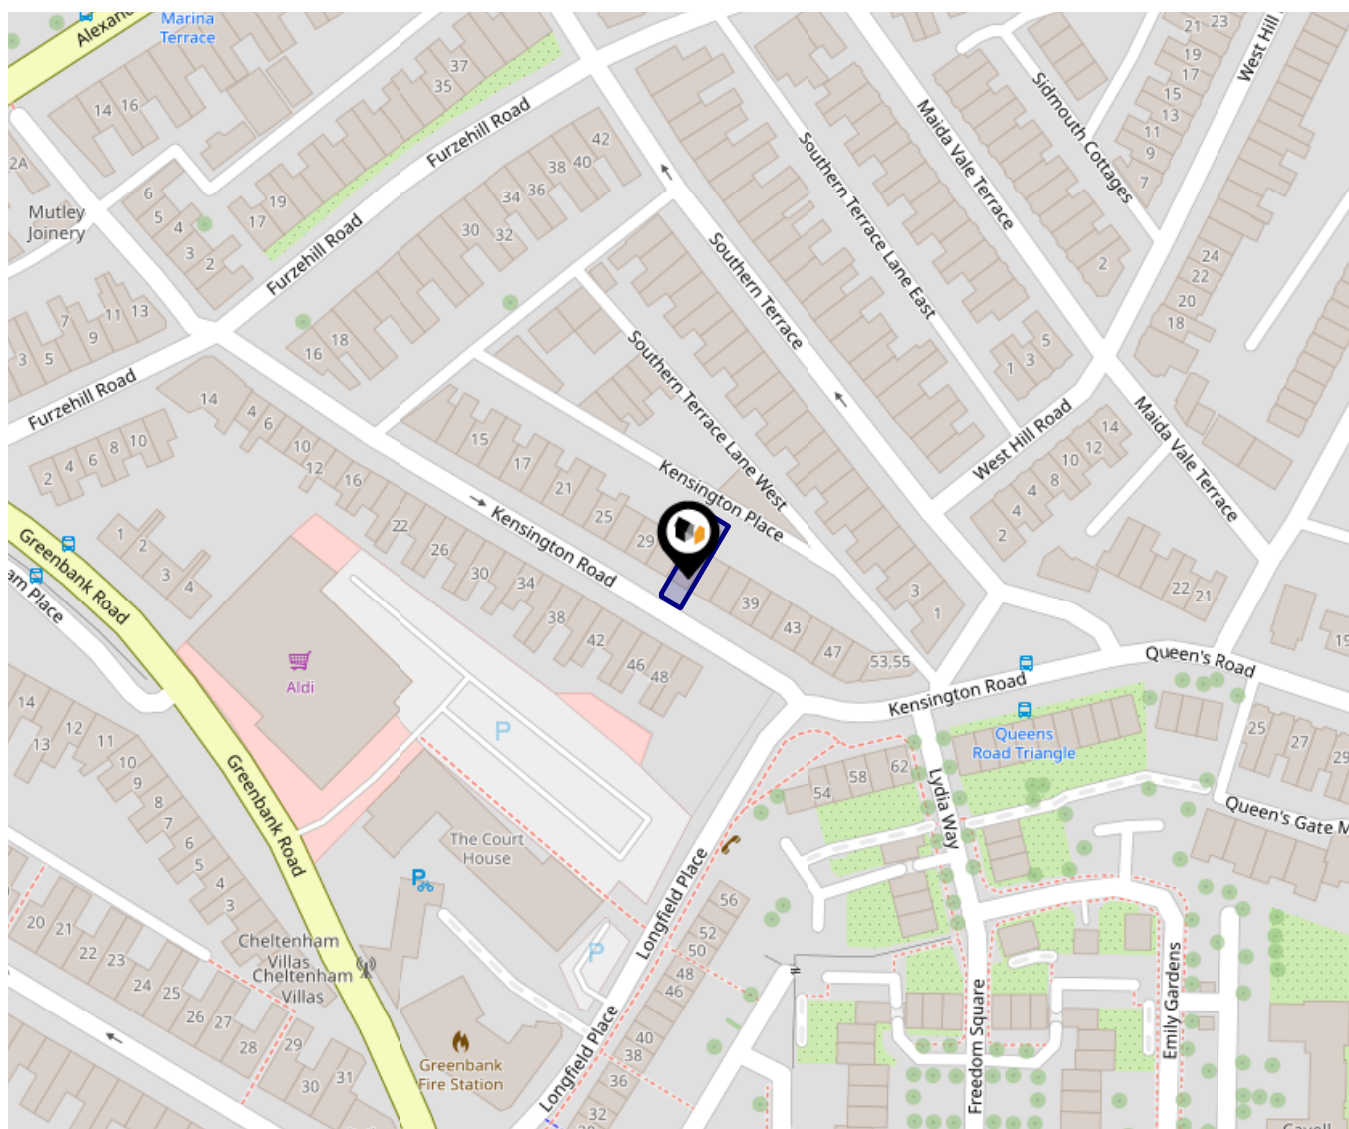 Marina
Terrace
21
23
19
17
15
13
11
9
7
West Hill
Sidmouth Cottages
Maida Vale Terrace
Southern Terrace Lane East
37
35
14
16
Furzehill Road
42
40
38
36
34
32
30
2A
Mutley
Joinery
6
5
4
3
2
19
17
Furzehill Road
Southern Terrace
2
24
22
20
18
7
11
13
9
3
5
16
18
5
3
1
Southern Terrace Lane West
Furzehill Road
14
4
6
10
12
16
22
26
30
34
38
42
46
48
2
4
6
8
10
15
17
21
25
29
39
43
47
53,55
Kensington Place
Kensington Road
West Hill Road
Maida Vale Terrace
14
12
10
8
4
4
2
22
21
3
1
19
1
2
3
4
Greenbank Road
am Place
Aldi
P
Kensington Road
Queen's Road
Queens
Road Triangle
25
27
29
Queen's Gate M
62
58
54
Lydia Way
14
12
11
13
10
9
8
7
6
5
4
3
Greenbank Road
The Court
House
P
P
Longfield Place
56
52
50
48
46
40
38
36
32
20
21
22
23
24
25
26
27
28
29
30
31
Cheltenham
Villas
Cheltenham
Villas
Greenbank
Fire Station
Longfield Place
Freedom Square
Emily Gardens